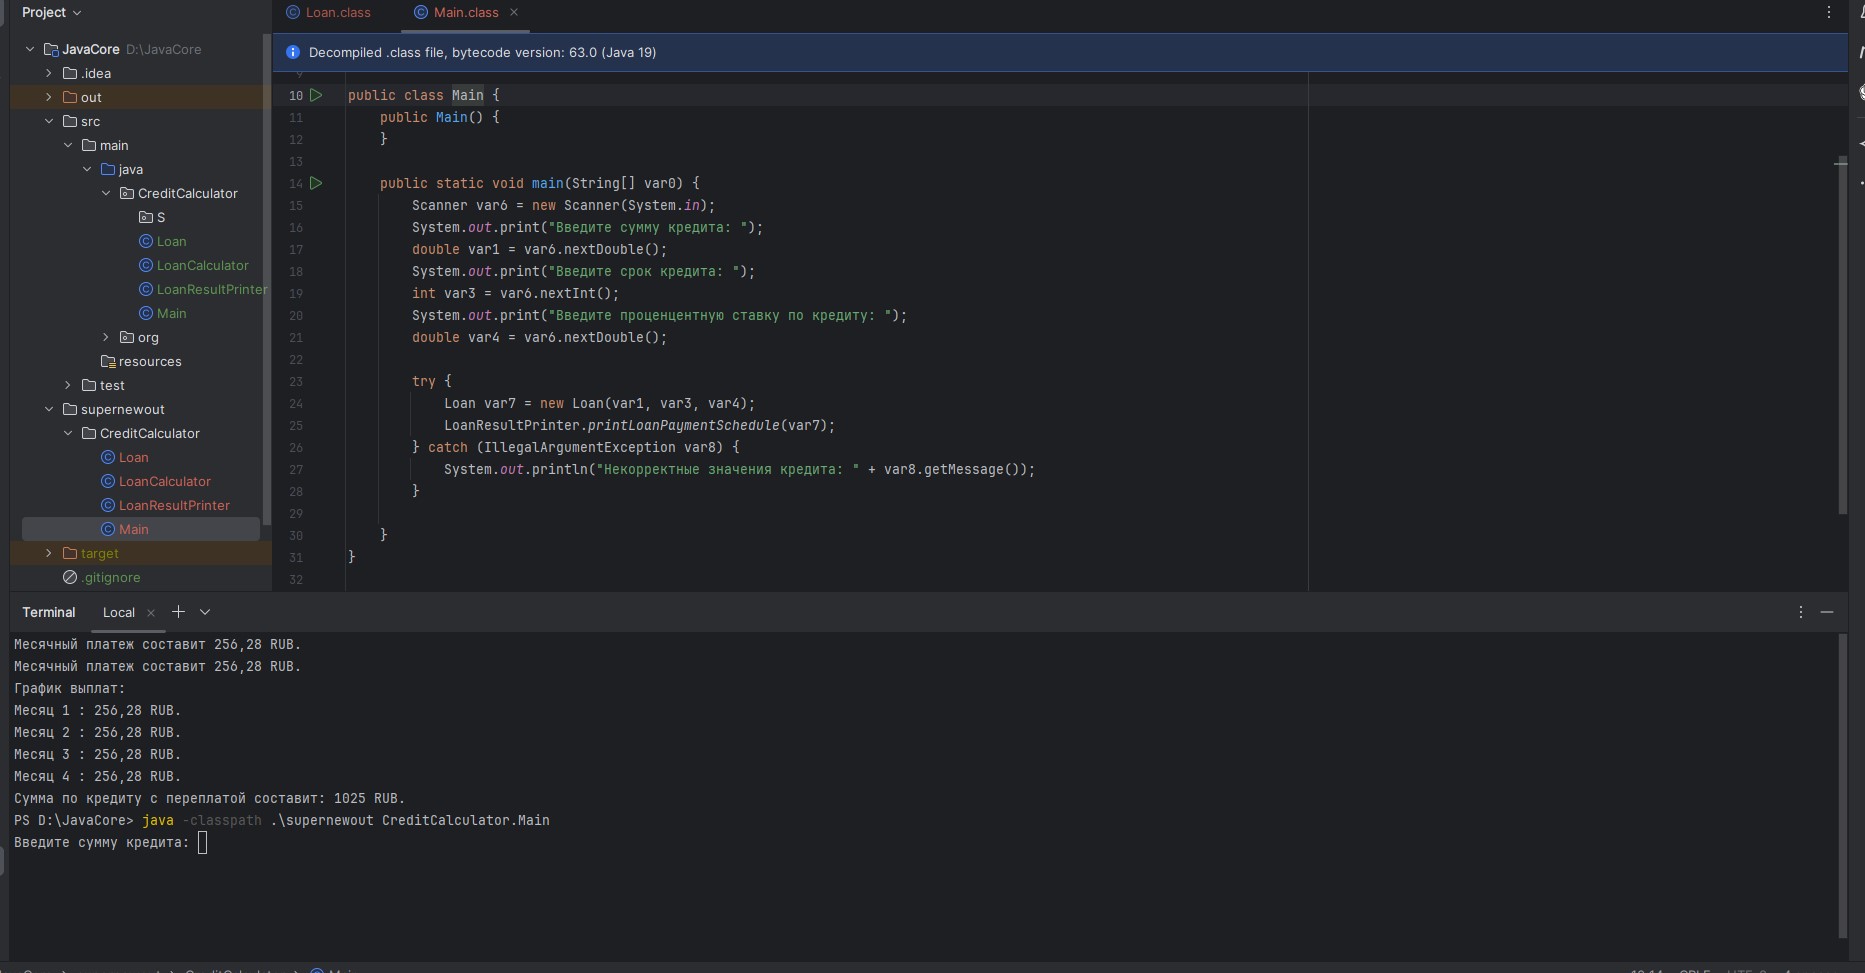 Project
Loan.class
Main.class
JavaCore D:\JavaCore
.idea
out
src
main
java
CreditCalculator
S
Loan
LoanCalculator
LoanResultPrinter
Main
org
resources
test
supernewout
CreditCalculator
Loan
LoanCalculator
LoanResultPrinter
Main
target
.gitignore
Decompiled .class file, bytecode version: 63.0 (Java 19)
9
10 public class Main {
11 public Main() {
12 }
13
14 public static void main(String[] var0) {
15 Scanner var6 = new Scanner(System.in);
16 System.out.print("Введите сумму кредита: ");
17 double var1 = var6.nextDouble();
18 System.out.print("Введите срок кредита: ");
19 int var3 = var6.nextInt();
20 System.out.print("Введите проценцентную ставку по кредиту: ");
21 double var4 = var6.nextDouble();
22
23 try {
24 Loan var7 = new Loan(var1, var3, var4);
25 LoanResultPrinter.printLoanPaymentSchedule(var7);
26 } catch (IllegalArgumentException var8) {
27 System.out.println("Некорректные значения кредита: " + var8.getMessage());
28 }
29
30 }
31 }
32
Terminal Local
Месячный платеж составит 256,28 RUB.
Месячный платеж составит 256,28 RUB.
График выплат:
Месяц 1 : 256,28 RUB.
Месяц 2 : 256,28 RUB.
Месяц 3 : 256,28 RUB.
Месяц 4 : 256,28 RUB.
Сумма по кредиту с переплатой составит: 1025 RUB.
PS D:\JavaCore> java -classpath .\supernewout CreditCalculator.Main
Введите сумму кредита: